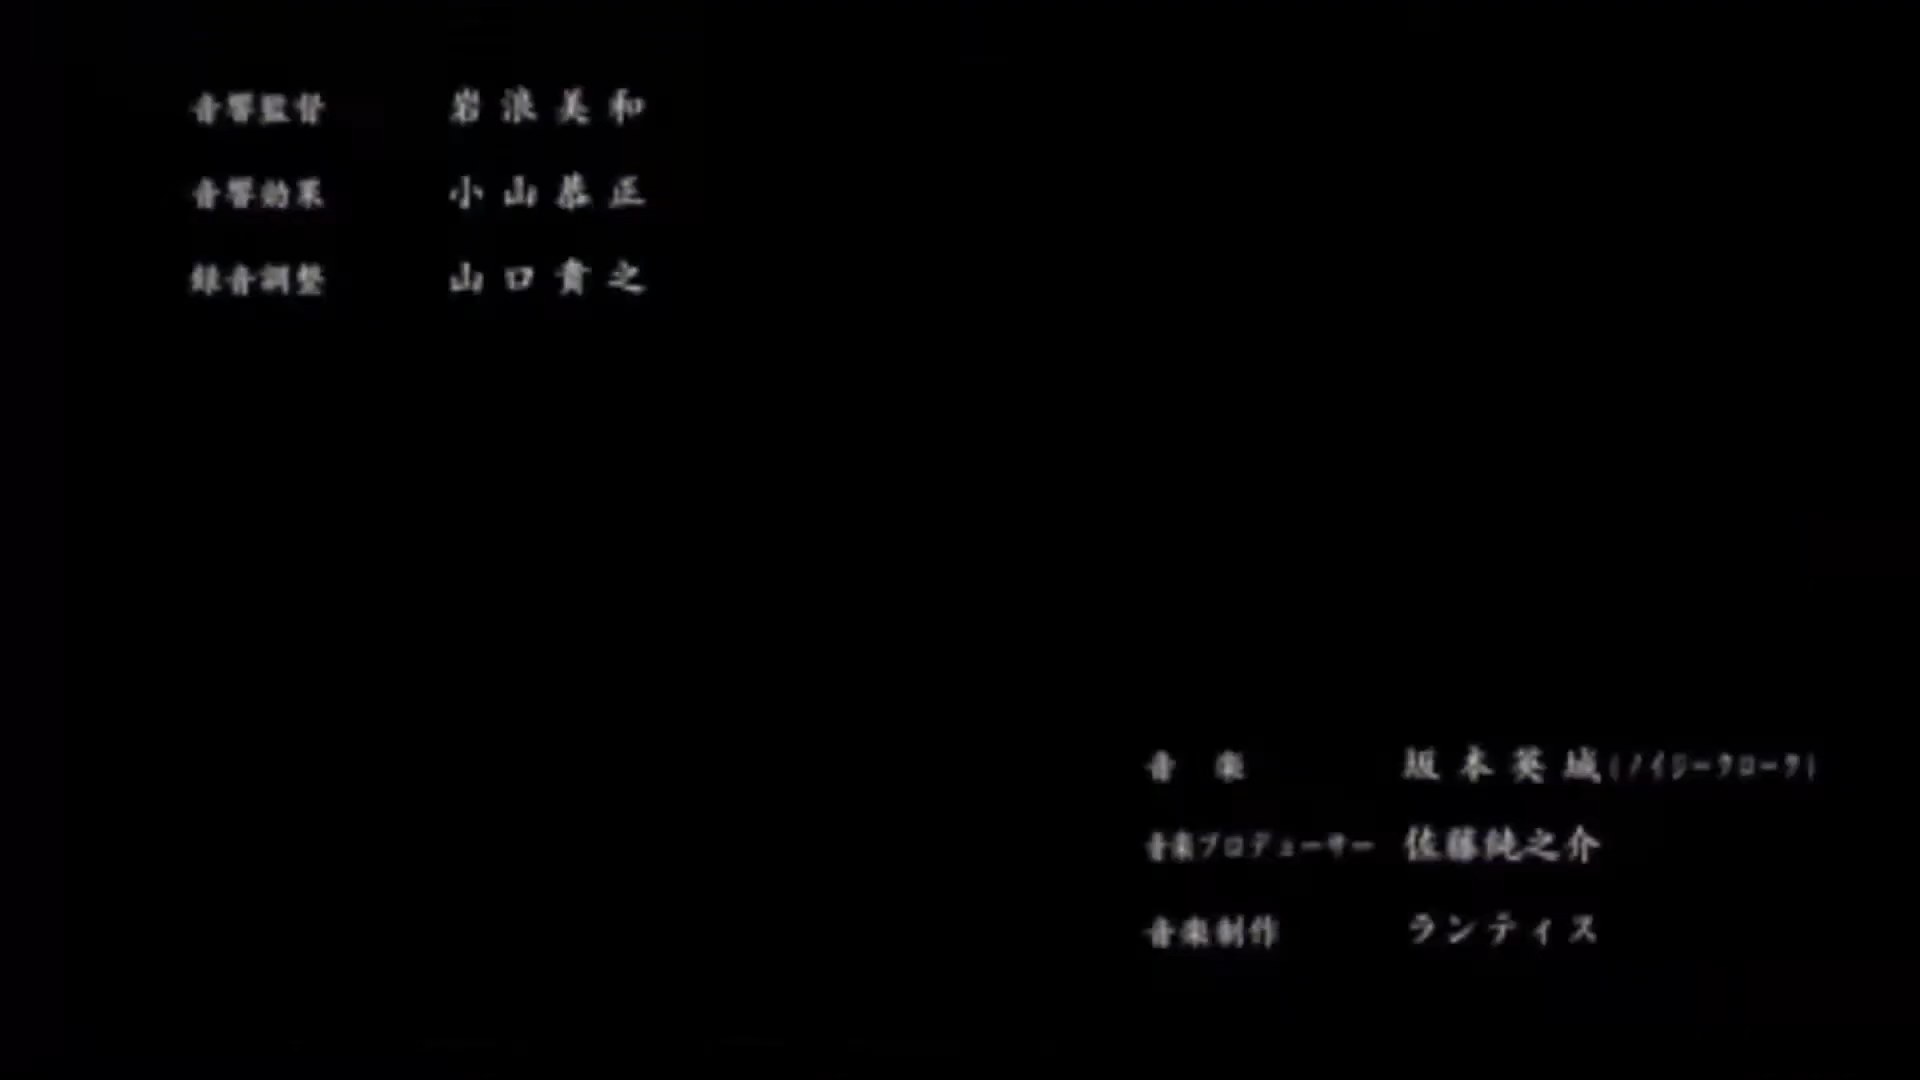 音響監督 岩浪美和
音響効果 小山恭正
録音調整 山口貴之
音楽 坂本英城(ノイジークローク)
音楽プロデューサー 佐藤純之介
音楽制作 ランティス